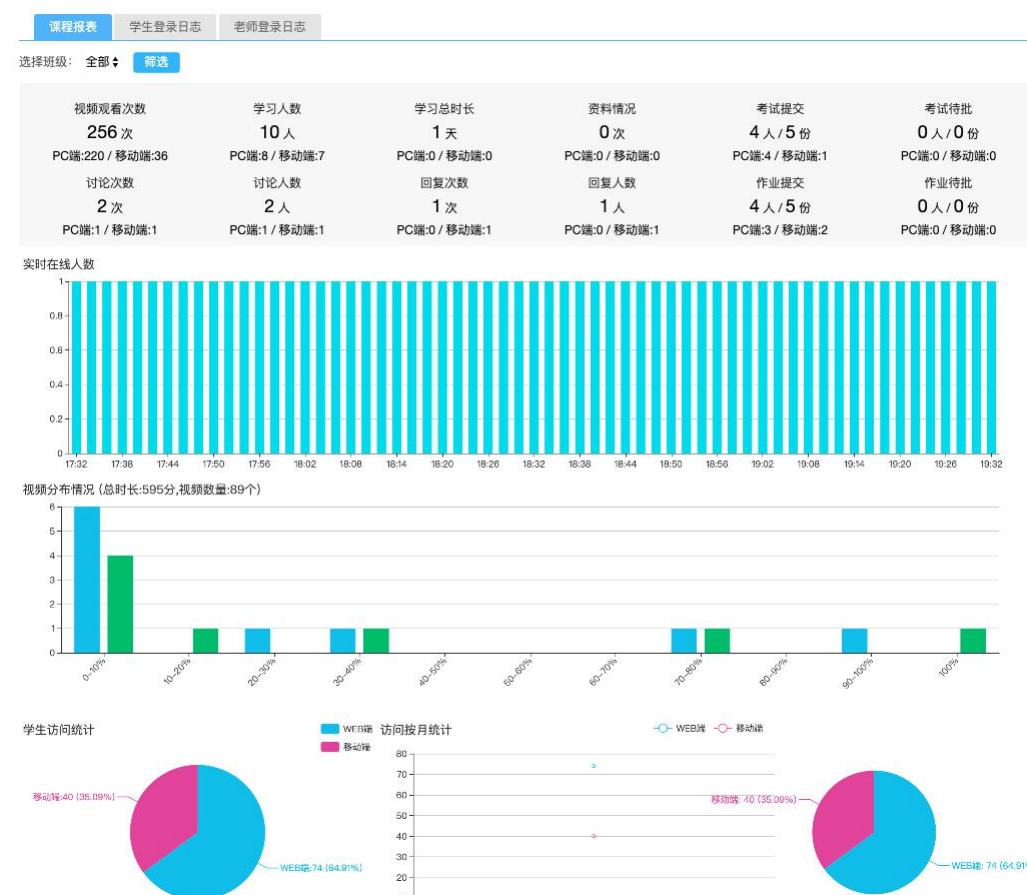 课程报表 学生登录日志 老师登录日志
选择班级: 全部 筛选
视频观看次数 学习人数 学习总时长 资料情况 考试提交 考试待批
256 次 10 人 1 天 0 次 4 人 / 5 份 0 人 / 0 份
PC端:220 / 移动端:36 PC端:8 / 移动端:7 PC端:0 / 移动端:0 PC端:0 / 移动端:0 PC端:4 / 移动端:1 PC端:0 / 移动端:0
讨论次数 讨论人数 回复次数 回复人数 作业提交 作业待批
2 次 2 人 1 次 1 人 4 人 / 5 份 0 人 / 0 份
PC端:1 / 移动端:1 PC端:1 / 移动端:1 PC端:0 / 移动端:1 PC端:0 / 移动端:1 PC端:3 / 移动端:2 PC端:0 / 移动端:0
实时在线人数
1
0.8
0.6
0.4
0.2
0
17:32 17:38 17:44 17:50 17:56 18:02 18:08 18:14 18:20 18:26 18:32 18:38 18:44 18:50 18:56 19:02 19:08 19:14 19:20 19:26 19:32
视频分布情况 (总时长:595分,视频数量:89个)
6
5
4
3
2
1
0
0-10% 10-20% 20-30% 30-40% 40-50% 50-60% 60-70% 70-80% 80-90% 90-100% 100%
学生访问统计 WEB端 访问按月统计 WEB端 移动端
移动端
80
70
60
50
40
30
20
移动端:40 (35.09%) 移动端: 40 (35.09%)
WEB端:74 (64.91%) WEB端: 74 (64.91%